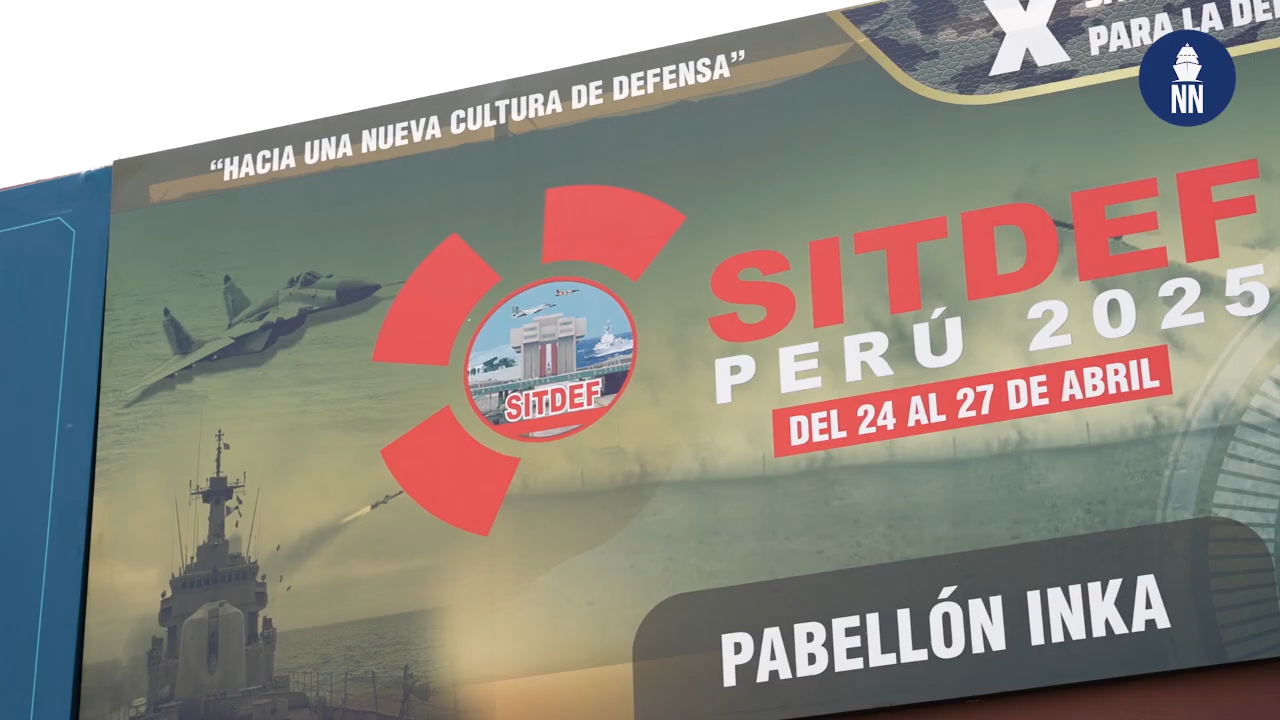 X
PARA LA
NN
“HACIA UNA NUEVA CULTURA DE DEFENSA”
SITDEF
PERÚ 2025
DEL 24 AL 27 DE ABRIL
SITDEF
PABELLÓN INKA